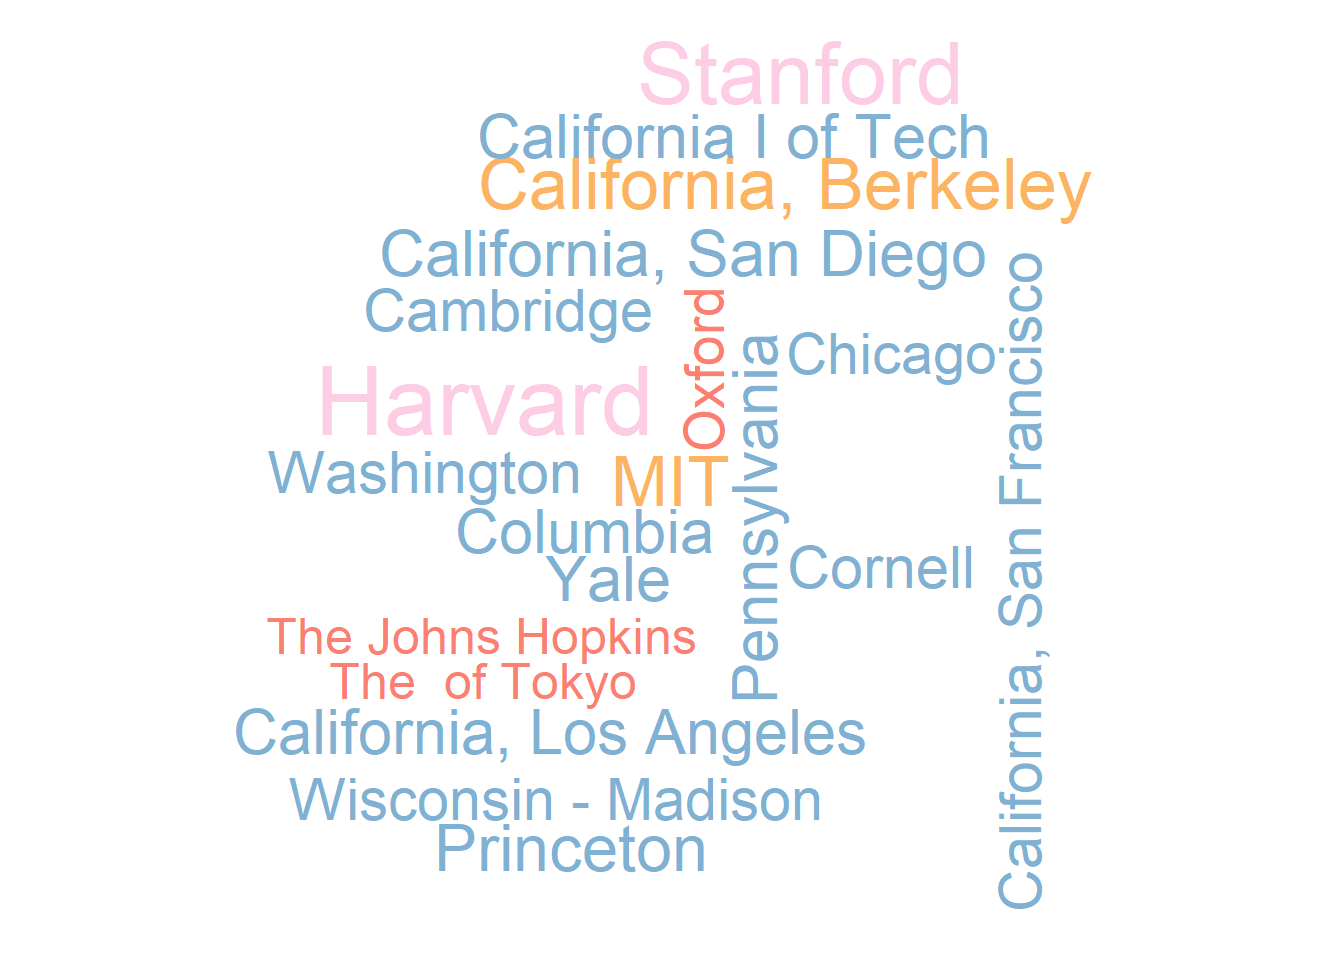 Stanford
California I of Tech
California, Berkeley
California, San Diego
Cambridge
Oxford
Chicago
California, San Francisco
Pennsylvania
Harvard
Washington
MIT
Columbia
Cornell
Yale
The Johns Hopkins
The  of Tokyo
California, Los Angeles
Wisconsin - Madison
Princeton